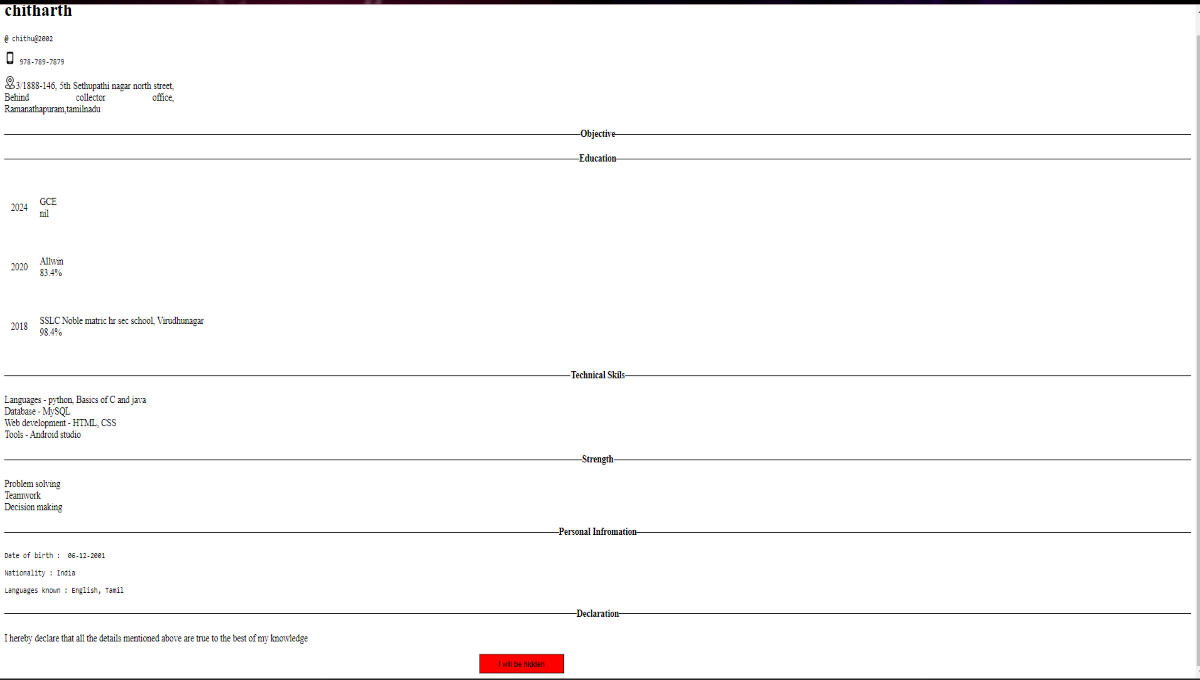 chitharth
@ chithu@2002
978-789-7879
3/1888-146, 5th Sethupathi nagar north street,
Behind collector office,
Ramanathapuram,tamilnadu
Objective
Education
2024
GCE
nil
2020
Allwin
83.4%
2018
SSLC Noble matric hr sec school, Virudhunagar
98.4%
Technical Skils
Languages - python, Basics of C and java
Database - MySQL
Web development - HTML, CSS
Tools - Android studio
Strength
Problem solving
Teamwork
Decision making
Personal Infromation
Date of birth : 06-12-2001
Nationality : India
Languages known : English, Tamil
Declaration
I hereby declare that all the details mentioned above are true to the best of my knowledge
I will be hidden